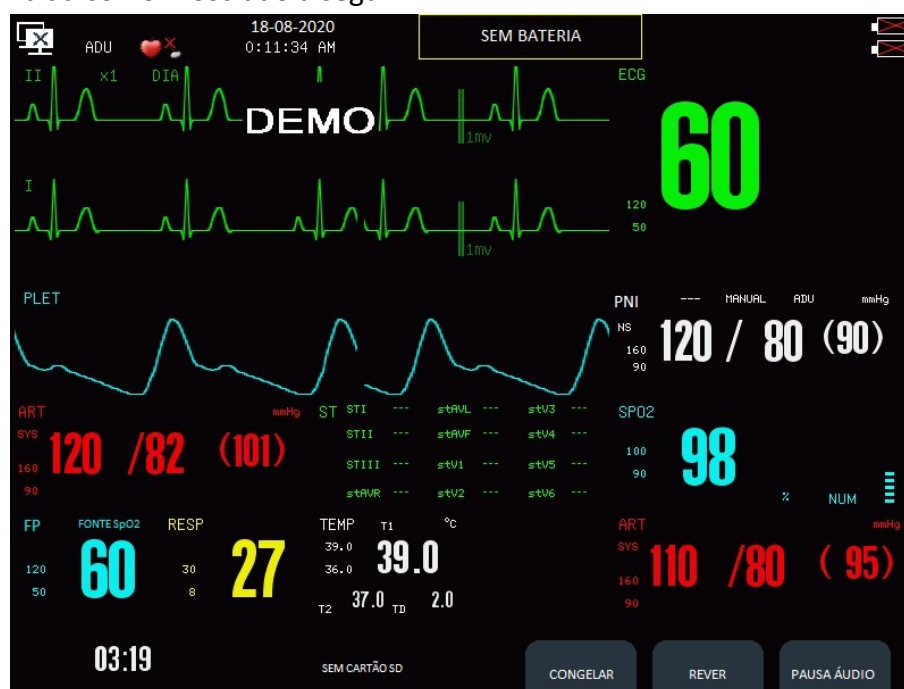 18-08-2020
ADU 0:11:34 AM
SEM BATERIA
II x1 DIA
DEMO
1mv
ECG
60
120
50
I
1mv
PLET
PNI --- MANUAL ADU mmHg
NS
160
90
120 / 80 (90)
ART mmHg
SYS
160
90
120 /82 (101)
ST STI --- stAVL --- stV3 ---
STII --- stAVF --- stV4 ---
STIII --- stV1 --- stV5 ---
stAVR --- stV2 --- stV6 ---
SPO2
100
90
98
% NUM
FP FONTE SpO2
120
50
60
RESP
30
8
27
TEMP T1 °C
39.0
36.0
39.0
T2 37.0 TD 2.0
ART mmHg
SYS
160
90
110 /80 ( 95)
03:19
SEM CARTÃO SD
CONGELAR
REVER
PAUSA ÁUDIO